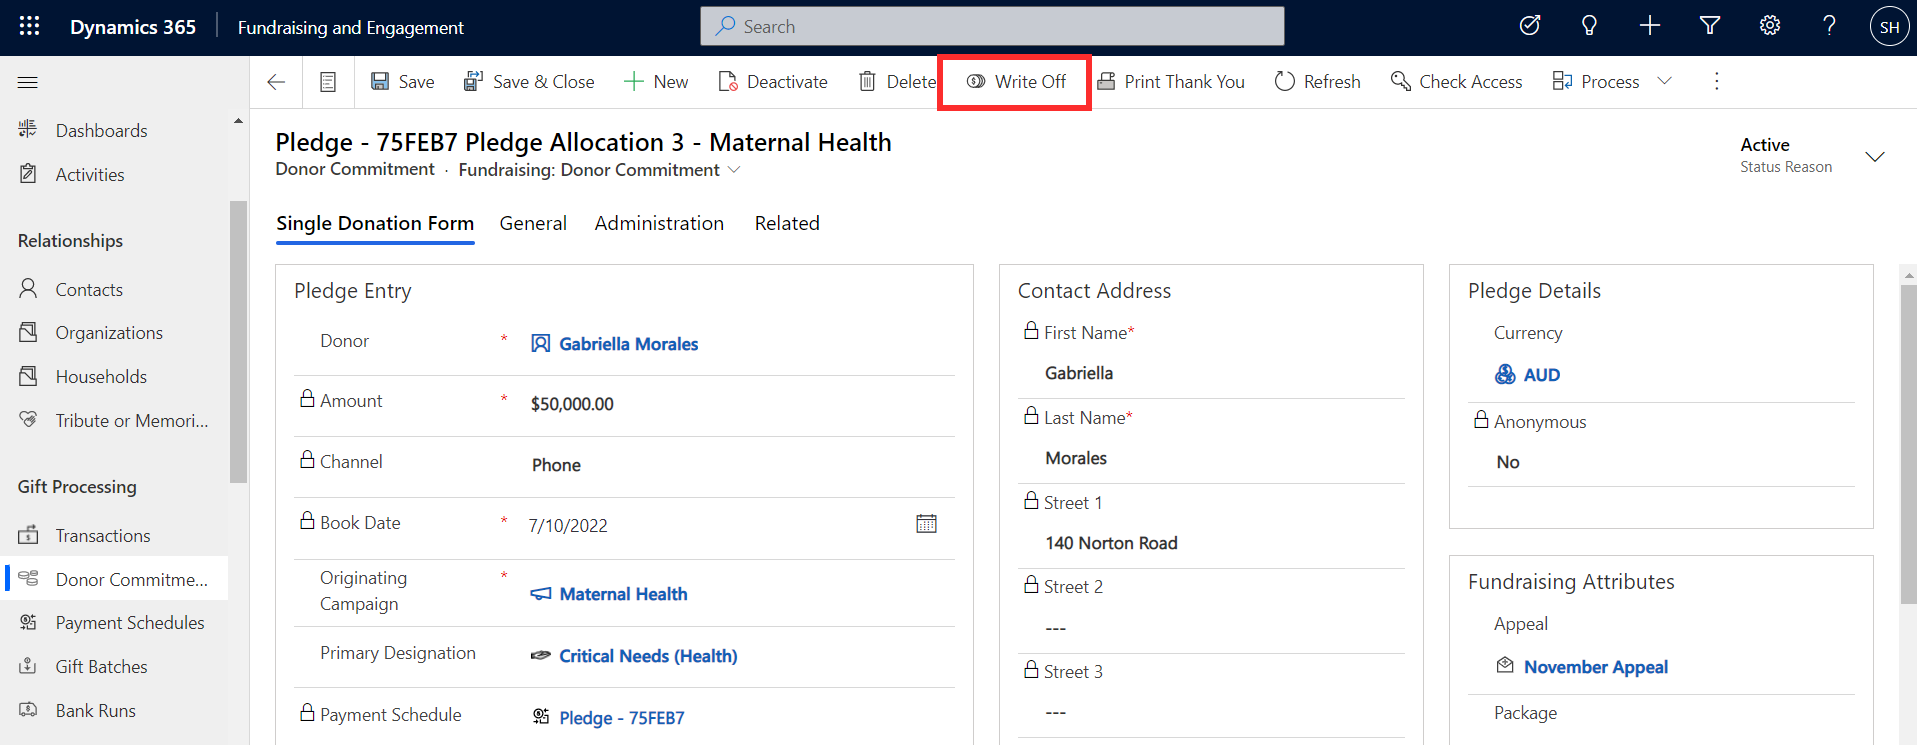 Dynamics 365 Fundraising and Engagement Search SH
Save Save & Close New Deactivate Delete Write Off Print Thank You Refresh Check Access Process
Dashboards
Activities
Relationships
Contacts
Organizations
Households
Tribute or Memori...
Gift Processing
Transactions
Donor Commitme...
Payment Schedules
Gift Batches
Bank Runs
Pledge - 75FEB7 Pledge Allocation 3 - Maternal Health
Donor Commitment · Fundraising: Donor Commitment
Active
Status Reason
Single Donation Form General Administration Related
Pledge Entry
Donor * Gabriella Morales
Amount * $50,000.00
Channel Phone
Book Date * 7/10/2022
Originating
Campaign * Maternal Health
Primary Designation Critical Needs (Health)
Payment Schedule Pledge - 75FEB7
Contact Address
First Name*
Gabriella
Last Name*
Morales
Street 1
140 Norton Road
Street 2
---
Street 3
---
Pledge Details
Currency
AUD
Anonymous
No
Fundraising Attributes
Appeal
November Appeal
Package